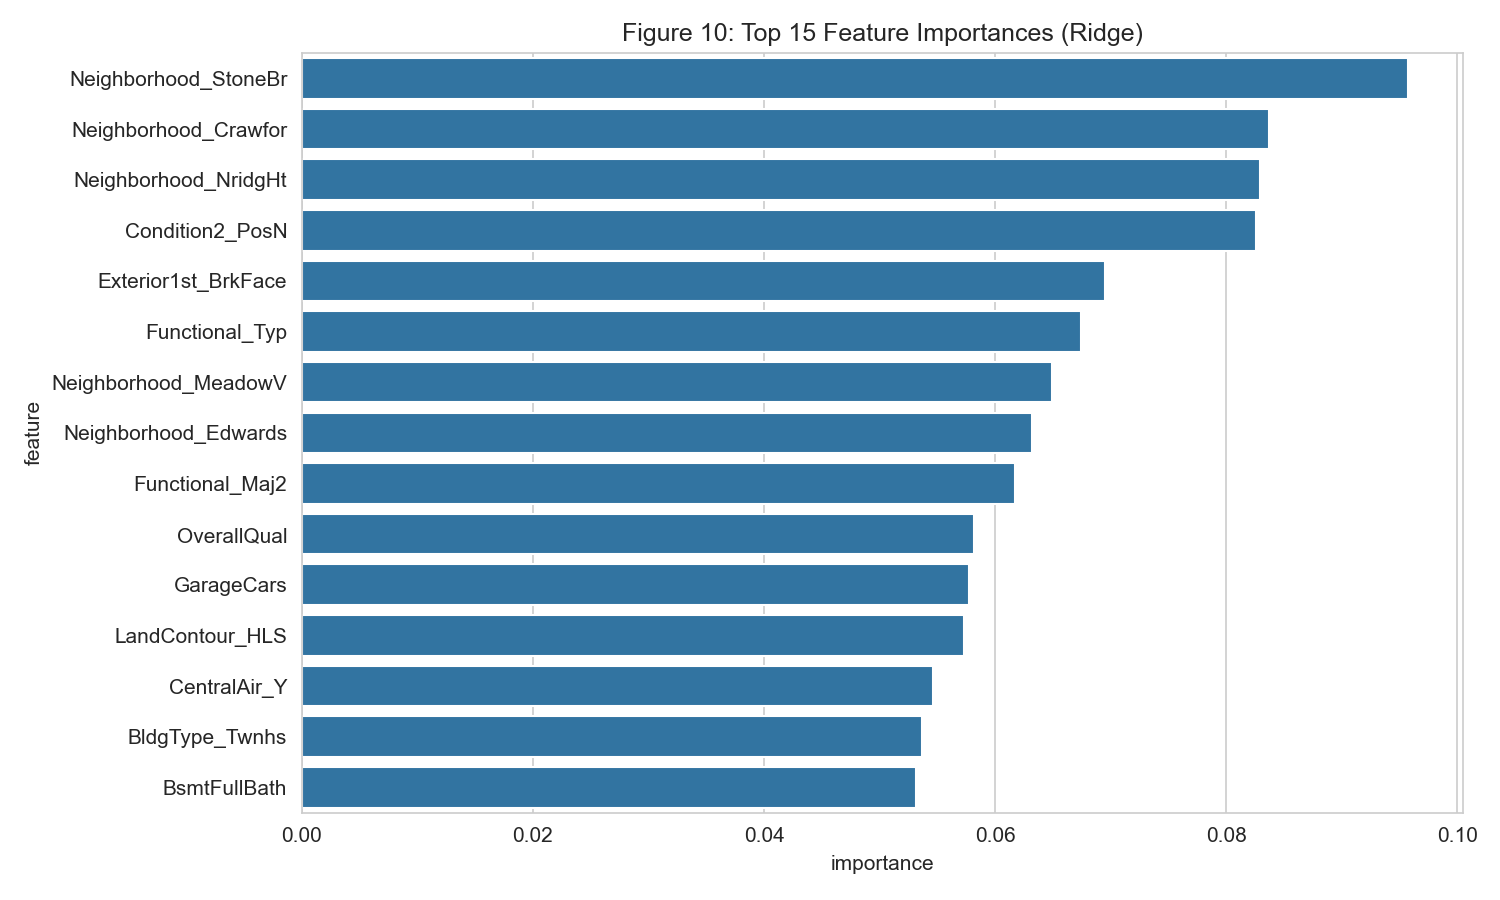 Figure 10: Top 15 Feature Importances (Ridge)
Neighborhood_StoneBr
Neighborhood_Crawfor
Neighborhood_NridgHt
Condition2_PosN
Exterior1st_BrkFace
Functional_Typ
Neighborhood_MeadowV
Neighborhood_Edwards
Functional_Maj2
OverallQual
GarageCars
LandContour_HLS
CentralAir_Y
BldgType_Twnhs
BsmtFullBath
feature
0.00 0.02 0.04 0.06 0.08 0.10
importance